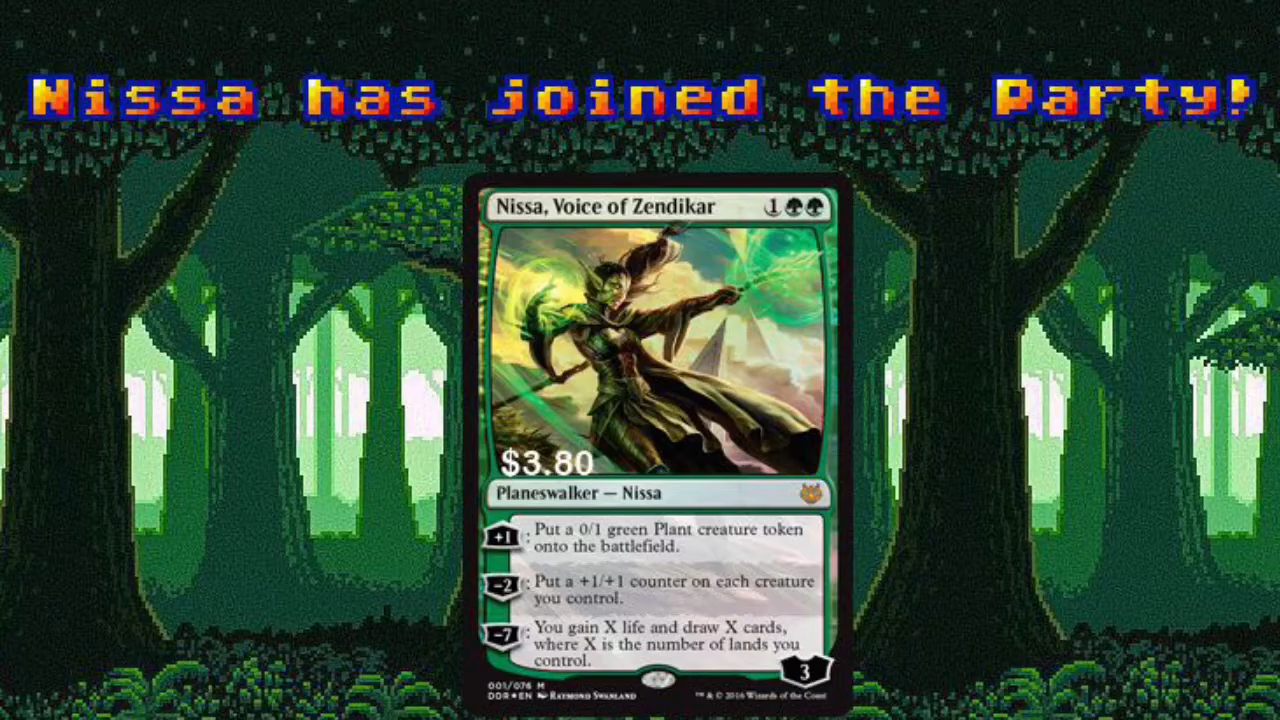 Nissa has joined the Party!
Nissa, Voice of Zendikar 1
$3.80
Planeswalker — Nissa
+1: Put a 0/1 green Plant creature token
onto the battlefield.
−2: Put a +1/+1 counter on each creature
you control.
−7: You gain X life and draw X cards,
where X is the number of lands you
control.
3
001/076 M
DDR★EN Raymond Swanland
™ & © 2016 Wizards of the Coast